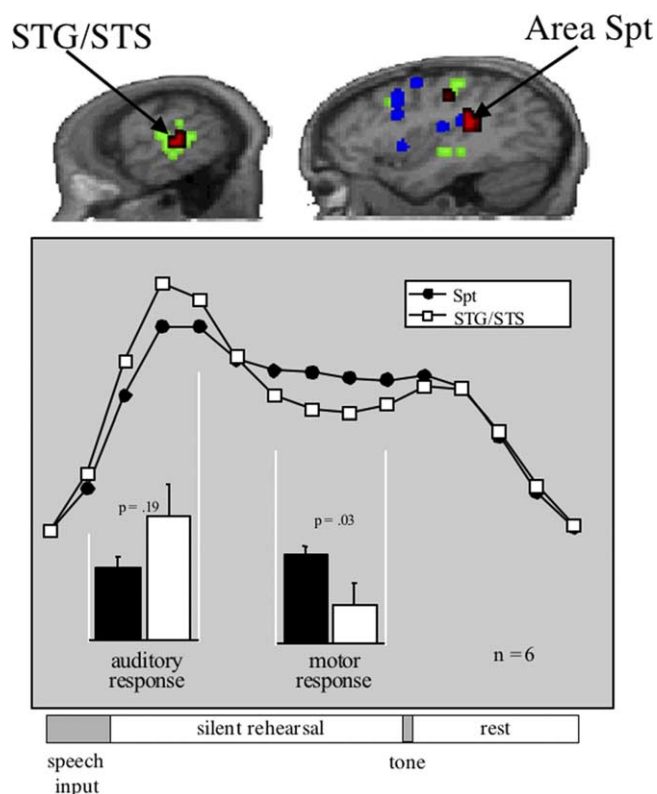 STG/STS
Area Spt
Spt
STG/STS
p = .19
p = .03
auditory
response
motor
response
n = 6
silent rehearsal
rest
speech
input
tone